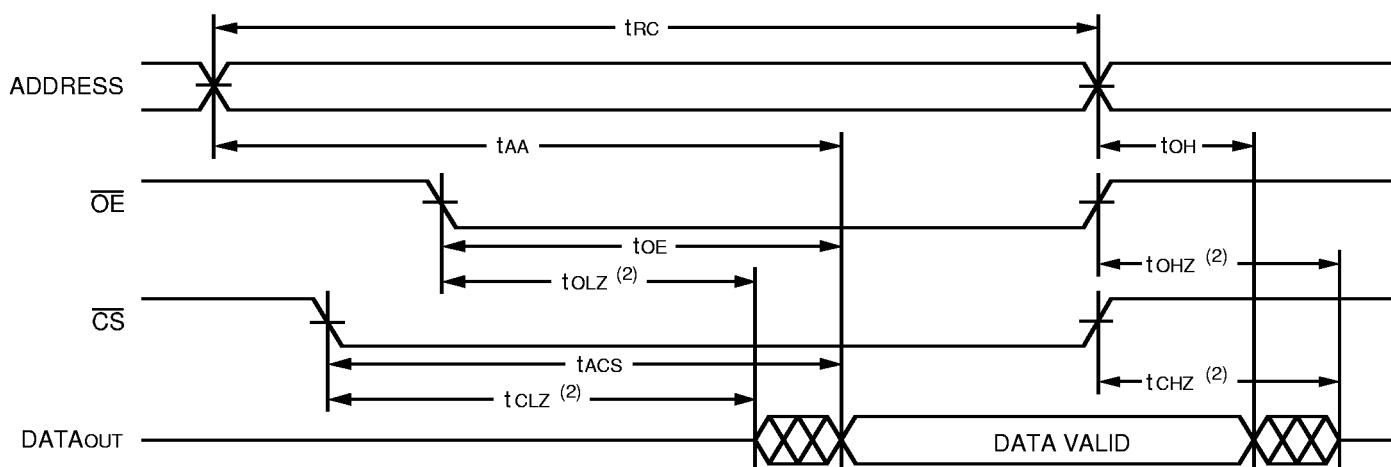 tRC
ADDRESS
tAA
tOH
OE
tOE
tOLZ (2)
tOHZ (2)
CS
tACS
tCLZ (2)
tCHZ (2)
DATAOUT
DATA VALID